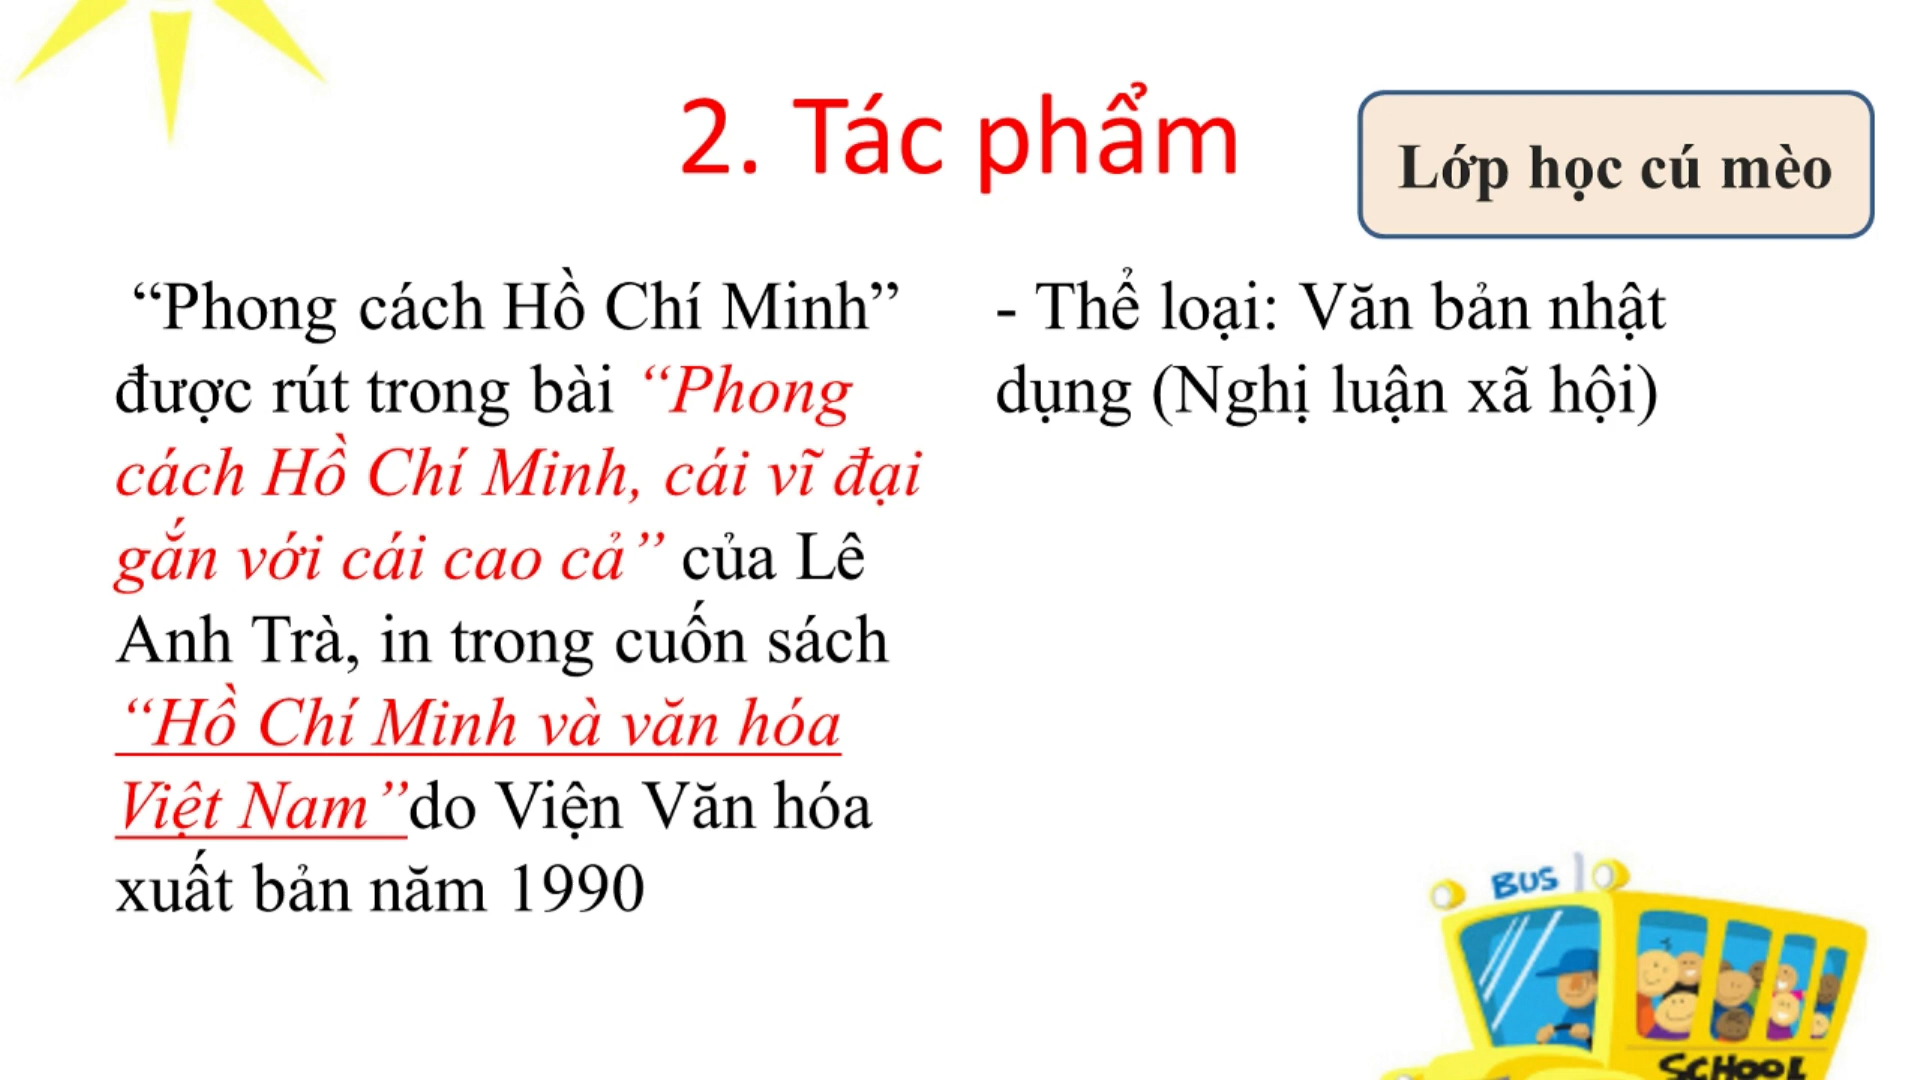 2. Tác phẩm
Lớp học cú mèo
“Phong cách Hồ Chí Minh”
được rút trong bài “Phong
cách Hồ Chí Minh, cái vĩ đại
gắn với cái cao cả” của Lê
Anh Trà, in trong cuốn sách
“Hồ Chí Minh và văn hóa
Việt Nam”do Viện Văn hóa
xuất bản năm 1990
- Thể loại: Văn bản nhật
dụng (Nghị luận xã hội)
BUS
SCHOOL